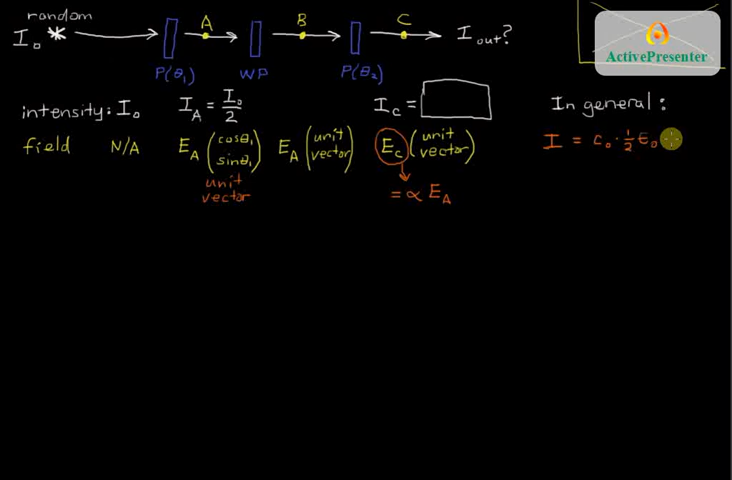 random
I₀ * A B C I out?
P(θ₁) WP P(θ₂)
ActivePresenter
intensity: I₀ I_A = I₀/2 I_C = In general:
field N/A E_A (cosθ₁ sinθ₁) E_A (unit vector) E_C (unit vector) I = c₀ · 1/2 ε₀
unit vector = α E_A